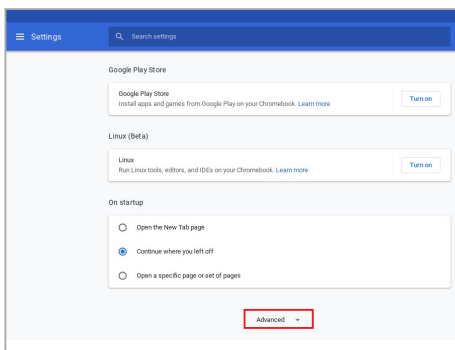 Settings
Search settings
Google Play Store
Google Play Store
Install apps and games from Google Play on your Chromebook. Learn more
Turn on
Linux (Beta)
Linux
Run Linux tools, editors, and IDEs on your Chromebook. Learn more
Turn on
On startup
Open the New Tab page
Continue where you left off
Open a specific page or set of pages
Advanced